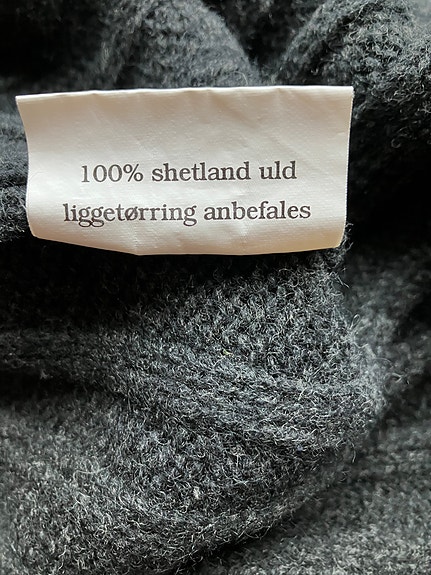 100% shetland uld
liggetørring anbefales